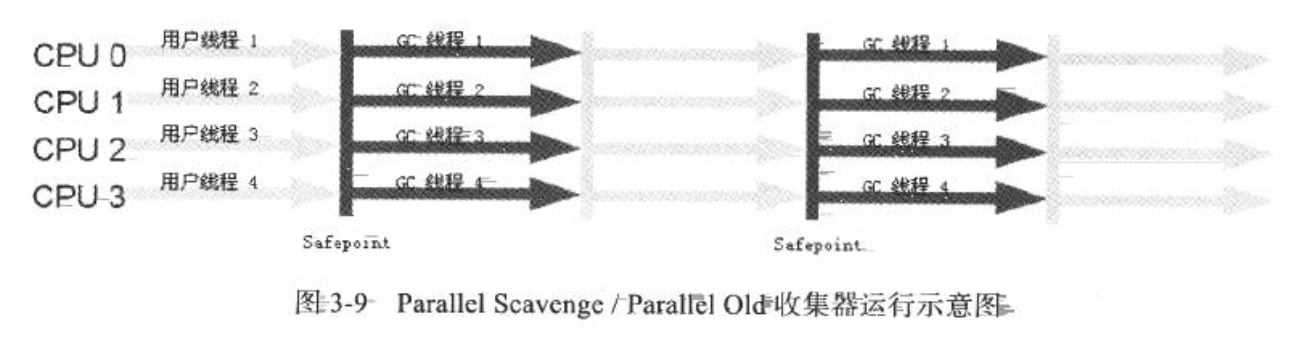 CPU 0 用户线程 1 GC 线程 1 GC 线程 1
CPU 1 用户线程 2 GC 线程 2 GC 线程 2
CPU 2 用户线程 3 GC 线程 3 GC 线程 3
CPU 3 用户线程 4 GC 线程 4 GC 线程 4
Safepoint Safepoint
图 3-9 Parallel Scavenge / Parallel Old 收集器运行示意图